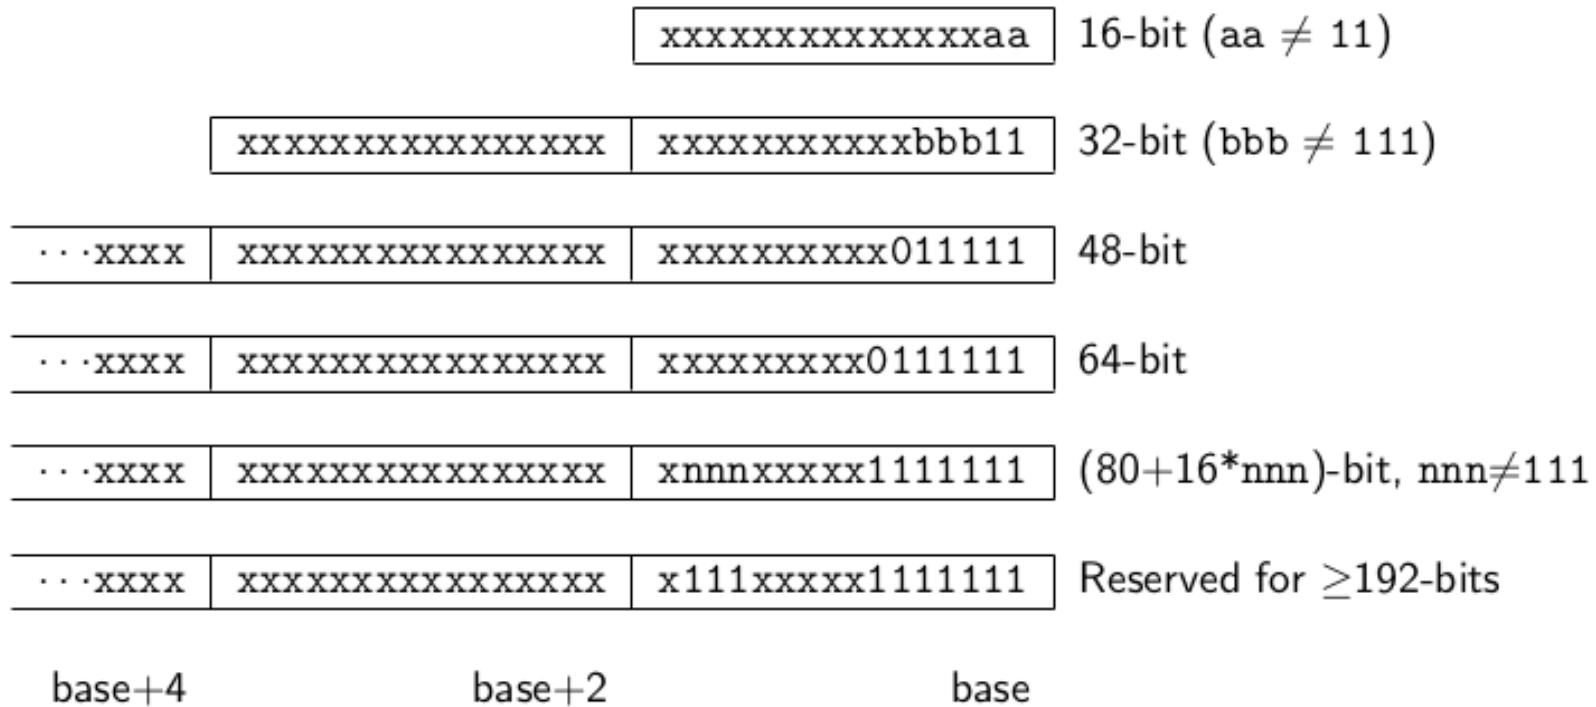 xxxxxxxxxxxxxxaa 16-bit (aa ≠ 11)
xxxxxxxxxxxxxxxx xxxxxxxxxxxbbb11 32-bit (bbb ≠ 111)
···xxxx xxxxxxxxxxxxxxxx xxxxxxxxxx011111 48-bit
···xxxx xxxxxxxxxxxxxxxx xxxxxxxxx0111111 64-bit
···xxxx xxxxxxxxxxxxxxxx xnnnxxxxx1111111 (80+16*nnn)-bit, nnn≠111
···xxxx xxxxxxxxxxxxxxxx x111xxxxx1111111 Reserved for ≥192-bits
base+4 base+2 base